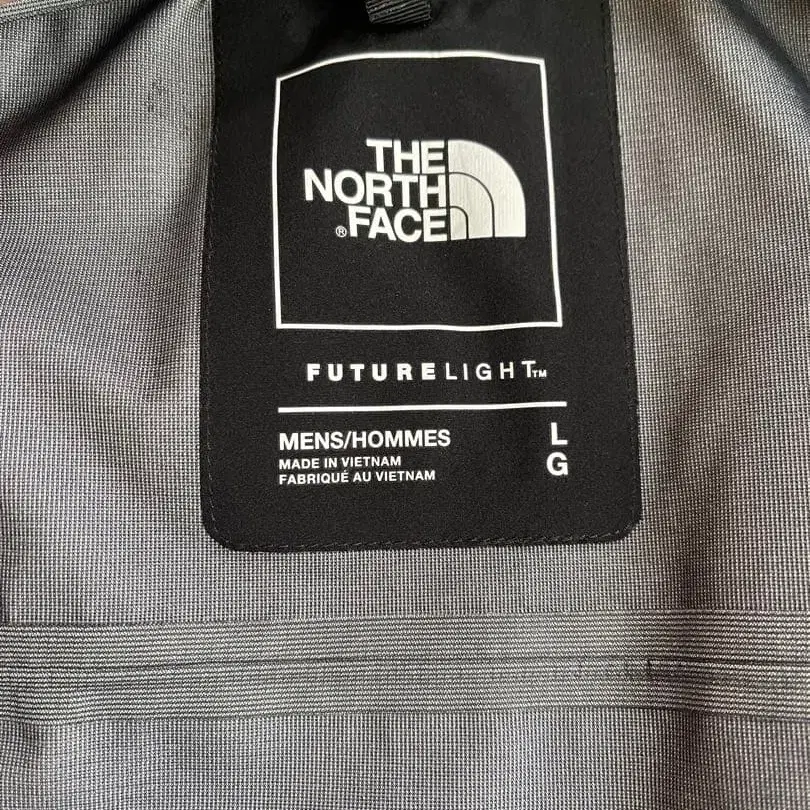 THE
NORTH
® FACE
FUTURELIGHT™
MENS/HOMMES L
MADE IN VIETNAM G
FABRIQUÉ AU VIETNAM